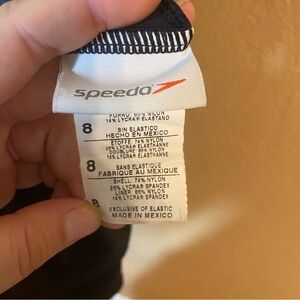 speedo
FORRO: 86% NYLON
14% LYCRA® ELASTANO
8
SIN ELASTICO
HECHO EN MÉXICO
ETOFFE: 74% NYLON
26% LYCRA® ELASTHANNE
DOUBLURE: 86% NYLON
14% LYCRA® ELASTHANNE
8
SANS ELASTIQUE
FABRIQUE AU MEXIQUE
SHELL: 74% NYLON
26% LYCRA® SPANDEX
LINER: 86% NYLON
14% LYCRA® SPANDEX
8
EXCLUSIVE OF ELASTIC
MADE IN MEXICO